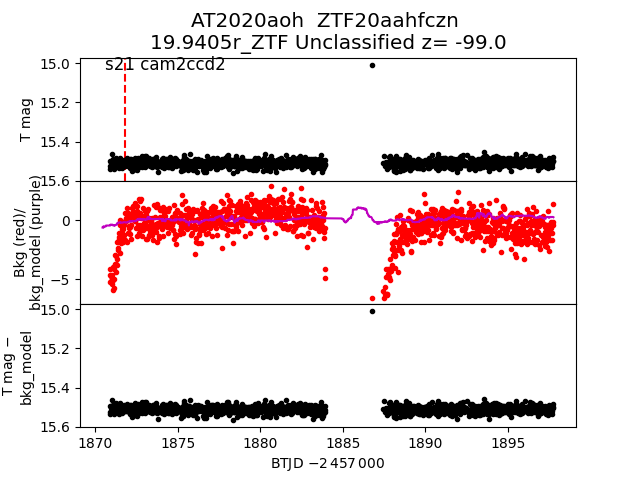 AT2020aoh  ZTF20aahfczn
19.9405r_ZTF Unclassified z= -99.0
s21 cam2ccd2
T mag
15.0
15.2
15.4
15.6
Bkg (red)/
bkg_model (purple)
0
−5
T mag −
bkg_model
15.0
15.2
15.4
15.6
1870
1875
1880
1885
1890
1895
BTJD −2 457 000